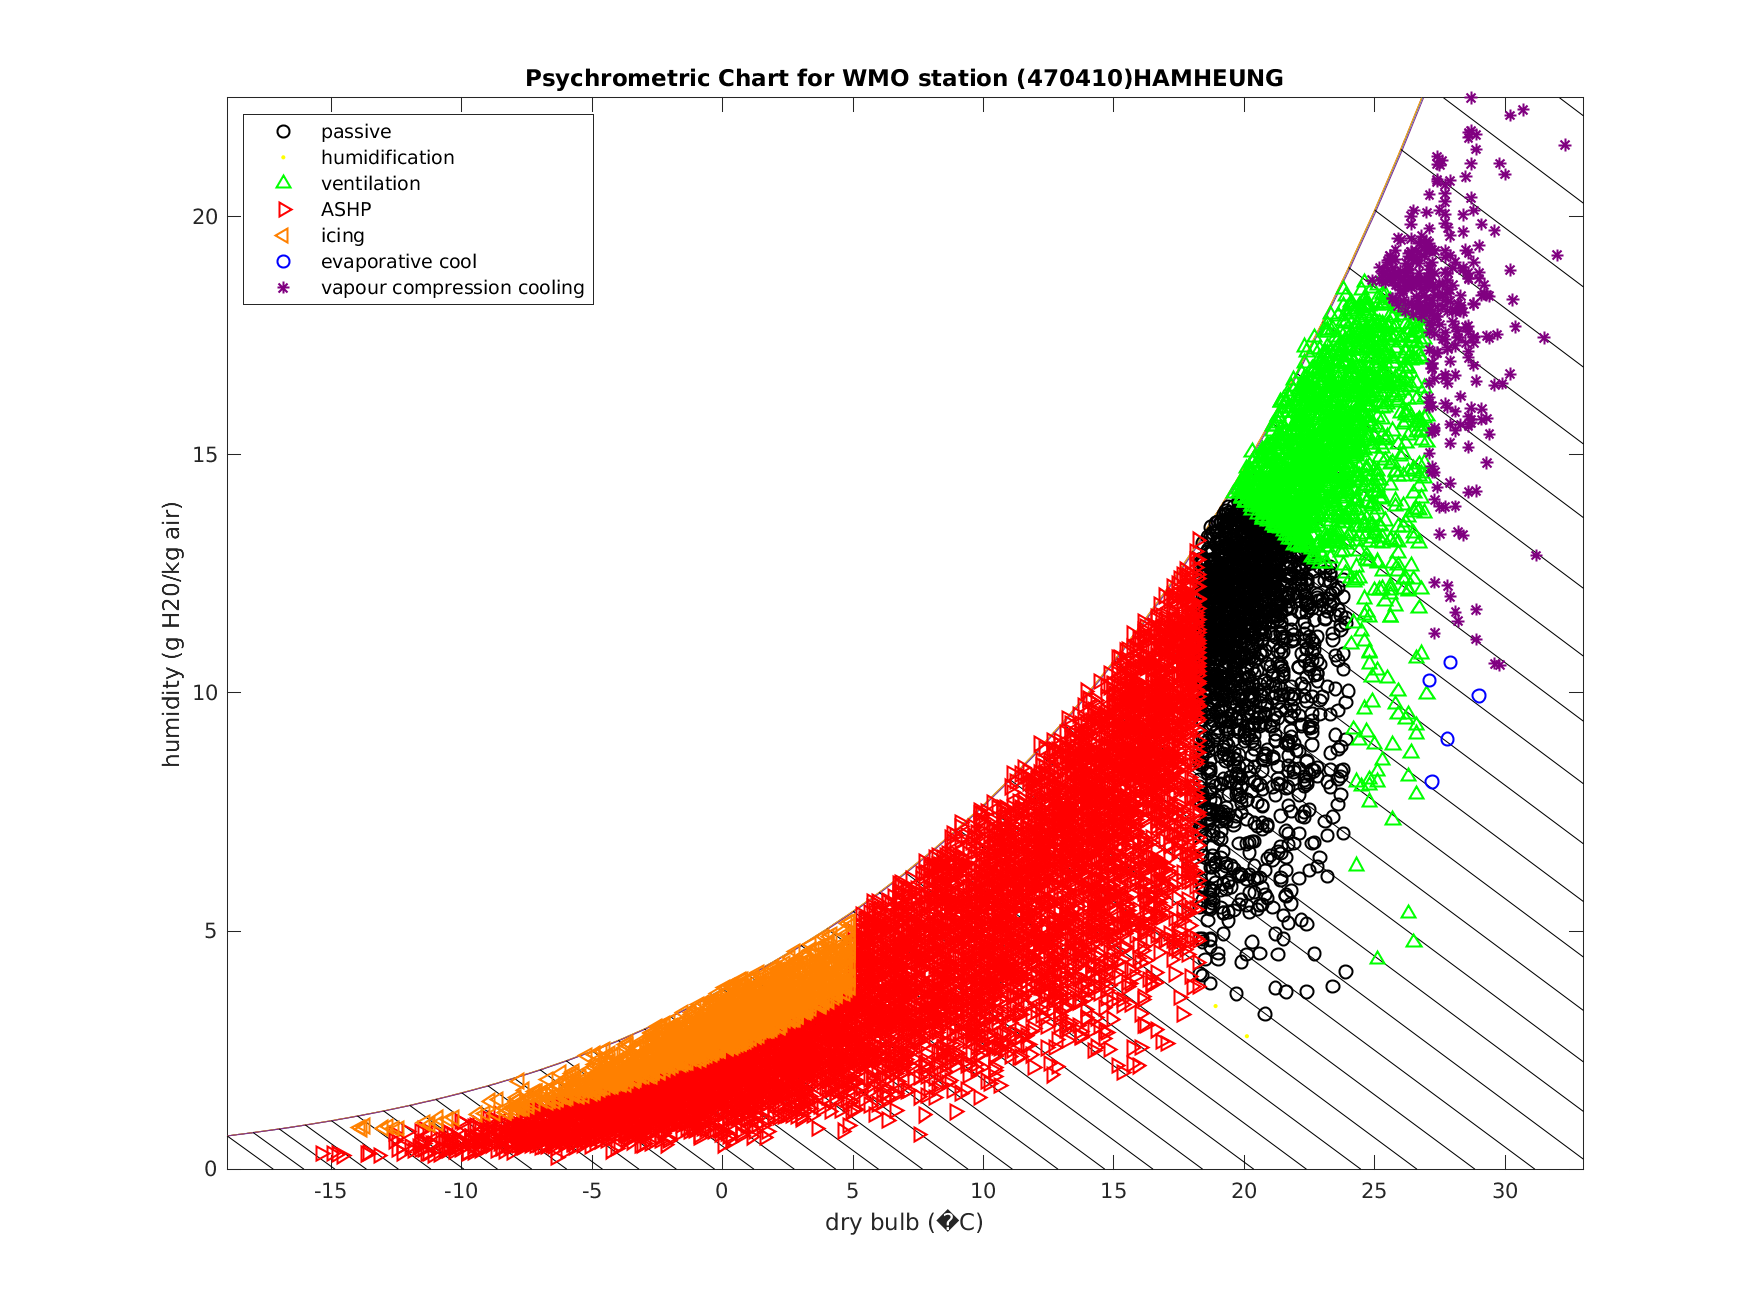 Psychrometric Chart for WMO station (470410)HAMHEUNG
passive
humidification
ventilation
ASHP
icing
evaporative cool
vapour compression cooling
humidity (g H20/kg air)
20
15
10
5
0
-15 -10 -5 0 5 10 15 20 25 30
dry bulb (�C)